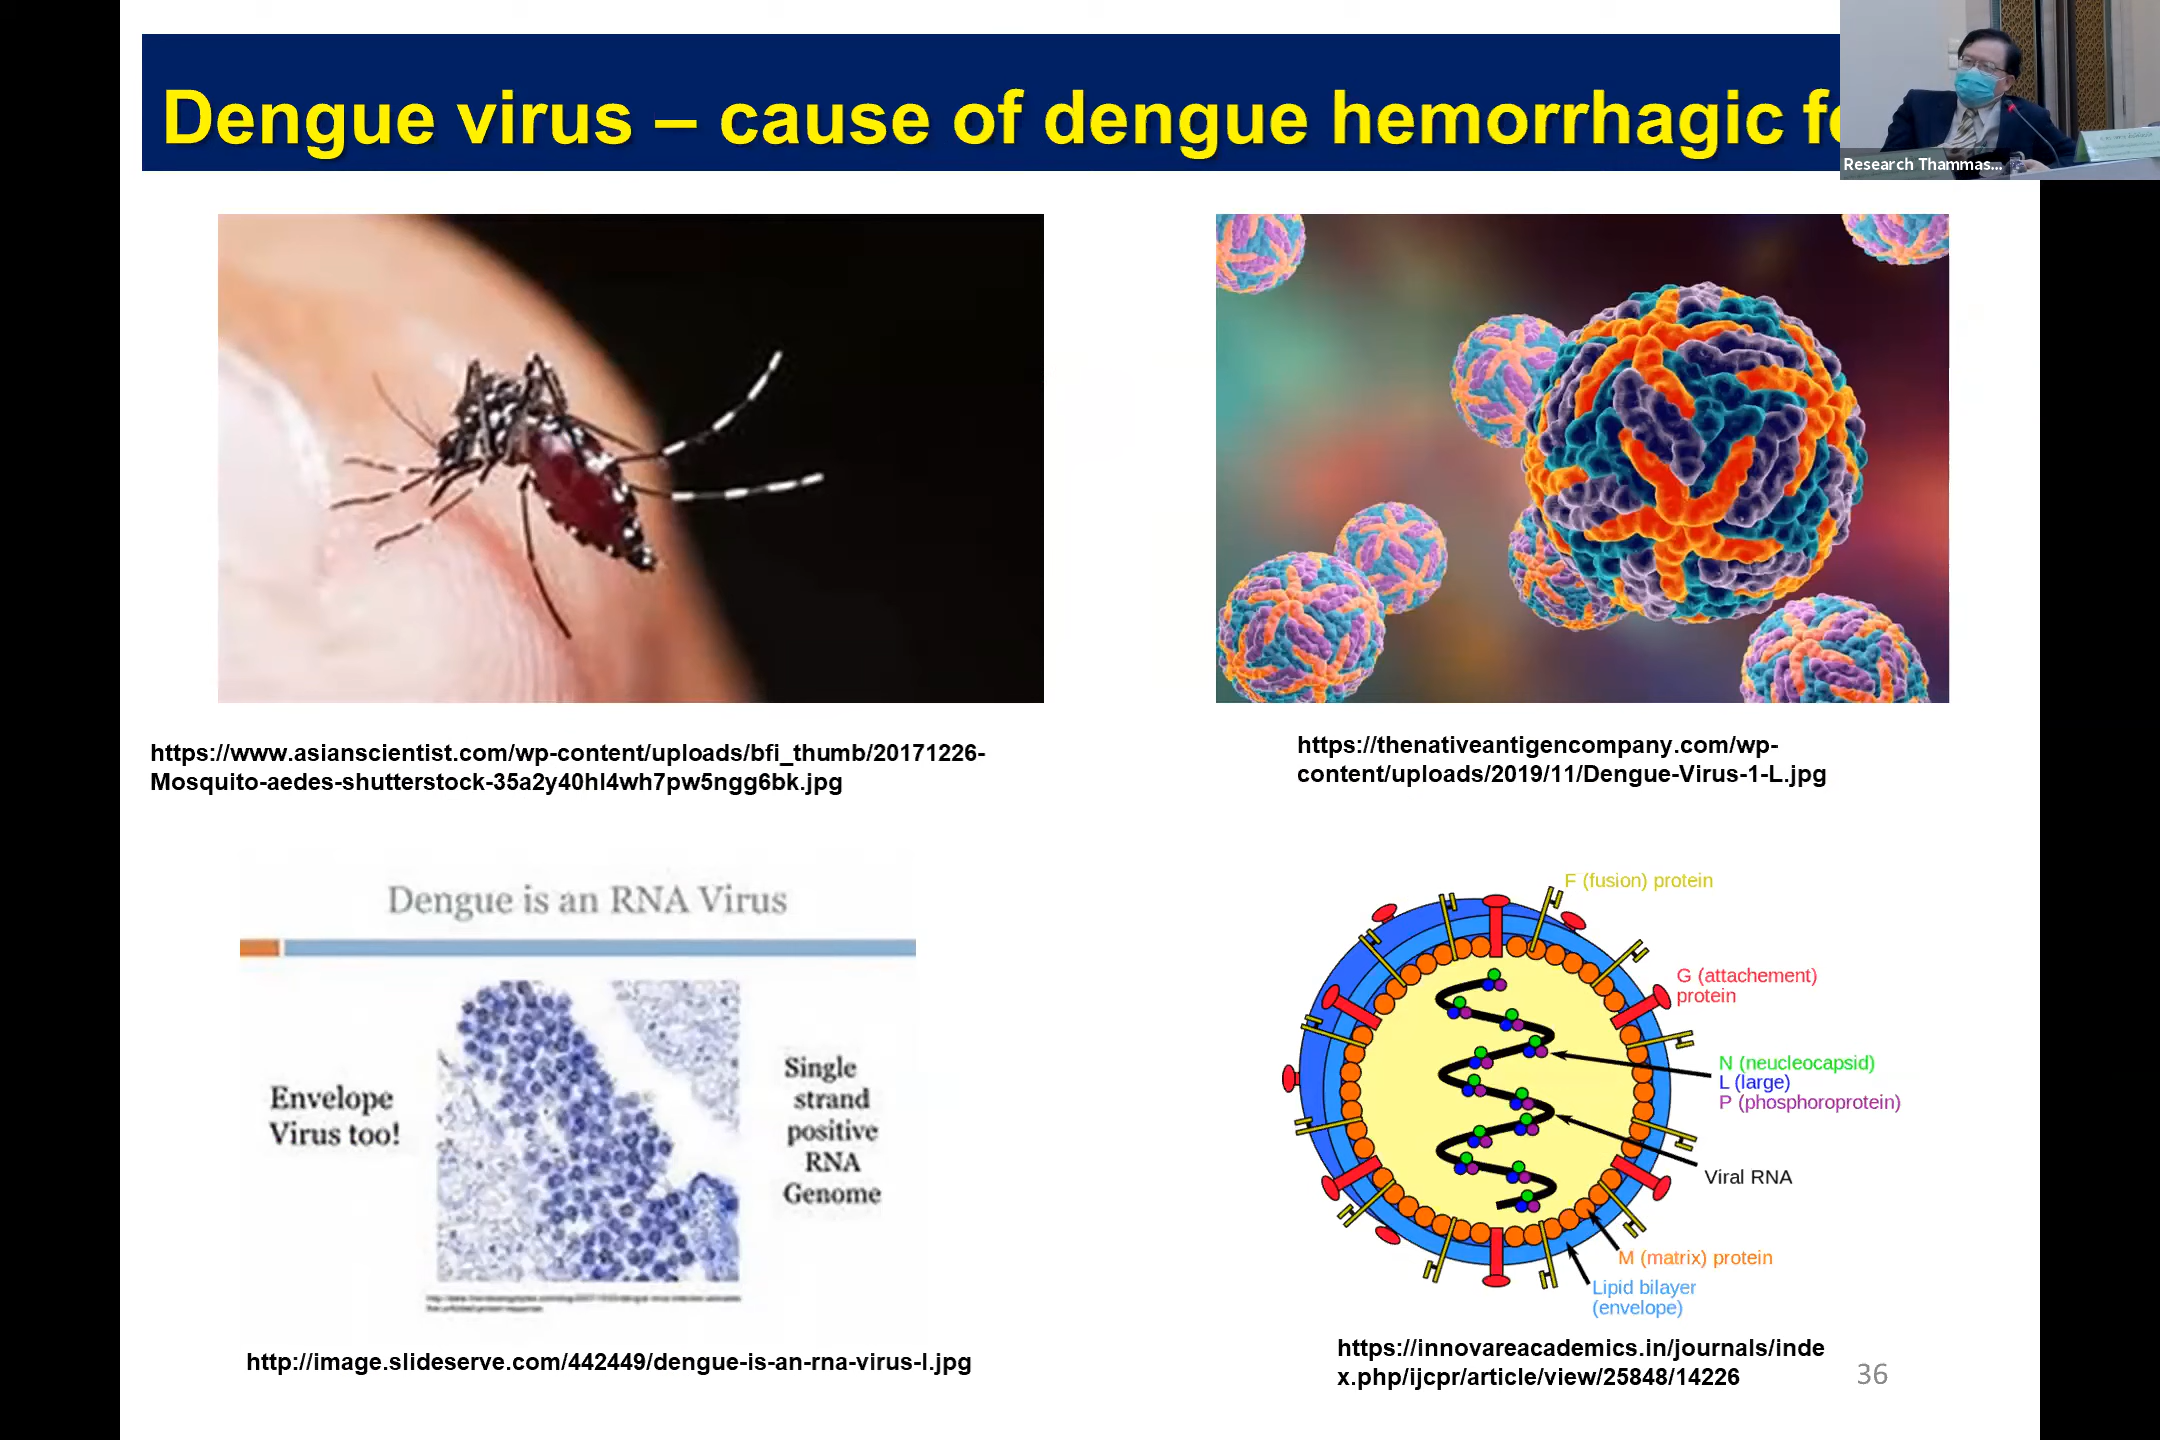 Dengue virus – cause of dengue hemorrhagic fe
Research Thammas...
https://www.asianscientist.com/wp-content/uploads/bfi_thumb/20171226-
Mosquito-aedes-shutterstock-35a2y40hl4wh7pw5ngg6bk.jpg
https://thenativeantigencompany.com/wp-
content/uploads/2019/11/Dengue-Virus-1-L.jpg
Dengue is an RNA Virus
Envelope
Virus too!
Single
strand
positive
RNA
Genome
http://image.slideserve.com/442449/dengue-is-an-rna-virus-l.jpg
F (fusion) protein
G (attachement)
protein
N (neucleocapsid)
L (large)
P (phosphoroprotein)
Viral RNA
M (matrix) protein
Lipid bilayer
(envelope)
https://innovareacademics.in/journals/inde
x.php/ijcpr/article/view/25848/14226
36